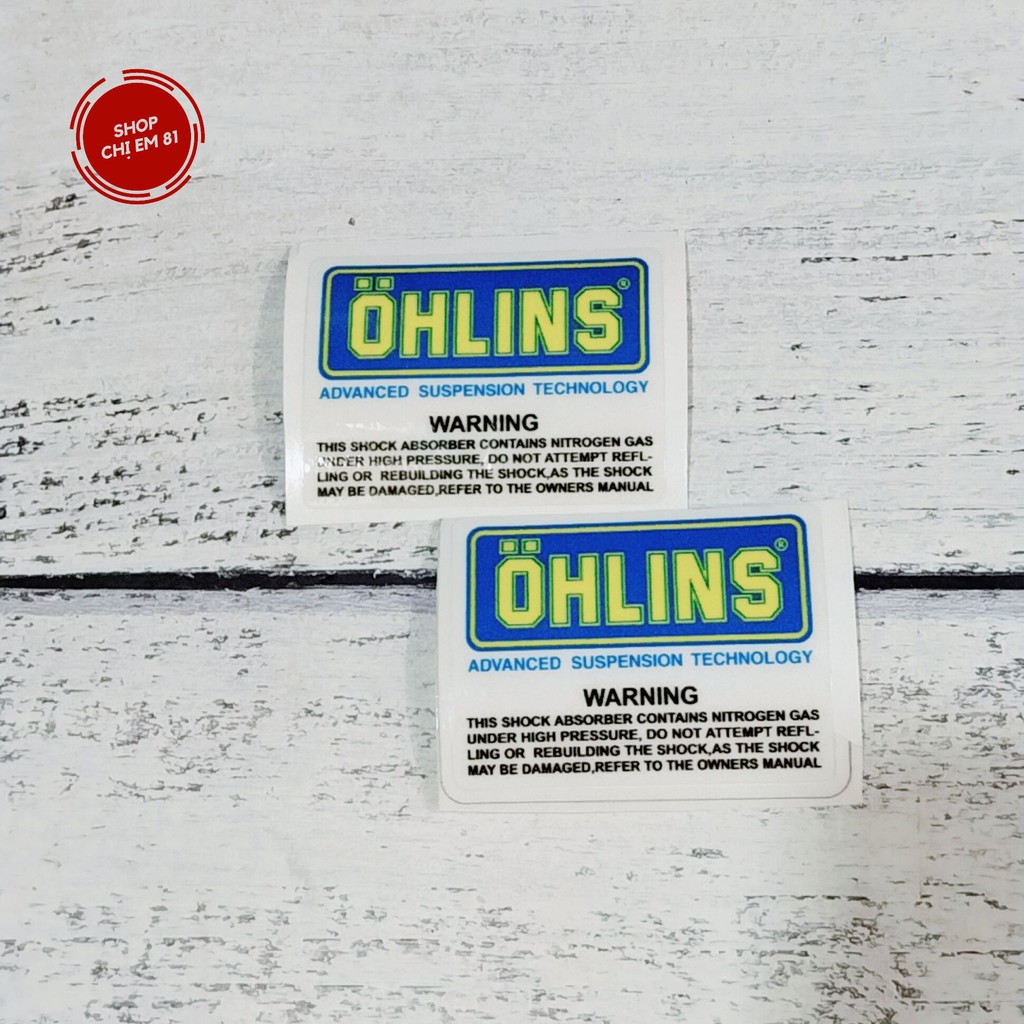 SHOP
CHỊ EM 81
ÖHLINS®
ADVANCED SUSPENSION TECHNOLOGY
WARNING
THIS SHOCK ABSORBER CONTAINS NITROGEN GAS
UNDER HIGH PRESSURE, DO NOT ATTEMPT REFL-
LING OR REBUILDING THE SHOCK,AS THE SHOCK
MAY BE DAMAGED,REFER TO THE OWNERS MANUAL
ÖHLINS®
ADVANCED SUSPENSION TECHNOLOGY
WARNING
THIS SHOCK ABSORBER CONTAINS NITROGEN GAS
UNDER HIGH PRESSURE, DO NOT ATTEMPT REFL-
LING OR REBUILDING THE SHOCK,AS THE SHOCK
MAY BE DAMAGED,REFER TO THE OWNERS MANUAL